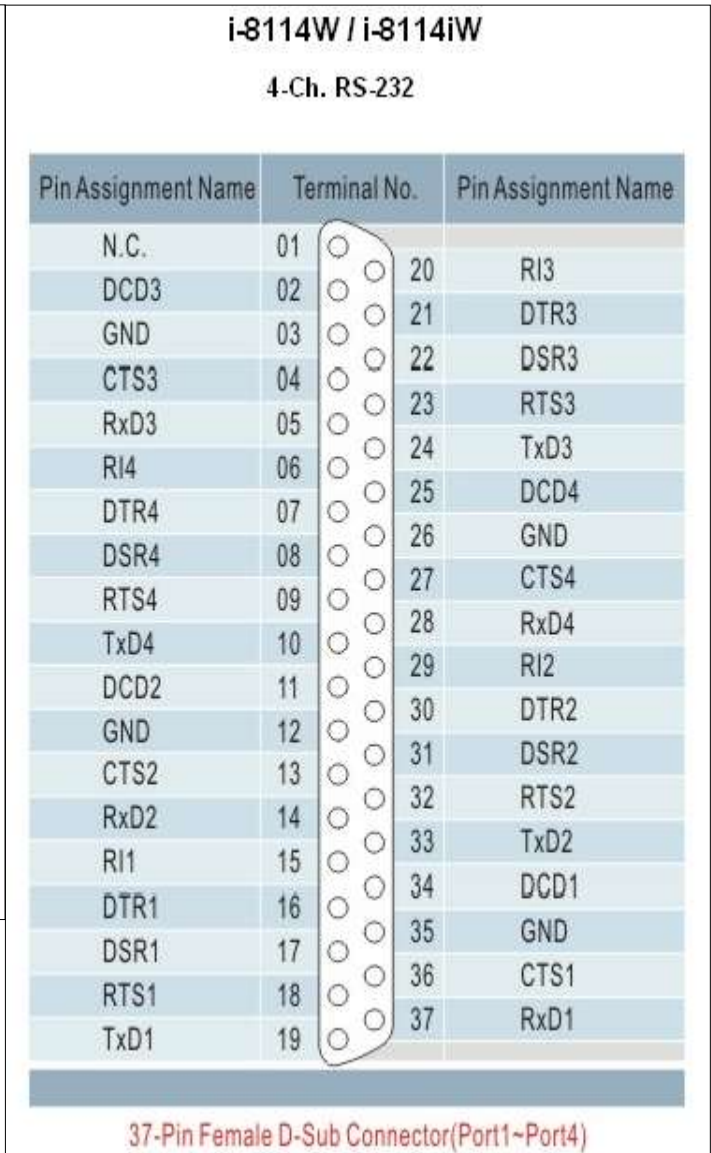 i-8114W / i-8114iW
4-Ch. RS-232
Pin Assignment Name Terminal No. Pin Assignment Name
N.C. 01
20 RI3
DCD3 02
21 DTR3
GND 03
22 DSR3
CTS3 04
23 RTS3
RxD3 05
24 TxD3
RI4 06
25 DCD4
DTR4 07
26 GND
DSR4 08
27 CTS4
RTS4 09
28 RxD4
TxD4 10
29 RI2
DCD2 11
30 DTR2
GND 12
31 DSR2
CTS2 13
32 RTS2
RxD2 14
33 TxD2
RI1 15
34 DCD1
DTR1 16
35 GND
DSR1 17
36 CTS1
RTS1 18
37 RxD1
TxD1 19
37-Pin Female D-Sub Connector(Port1~Port4)